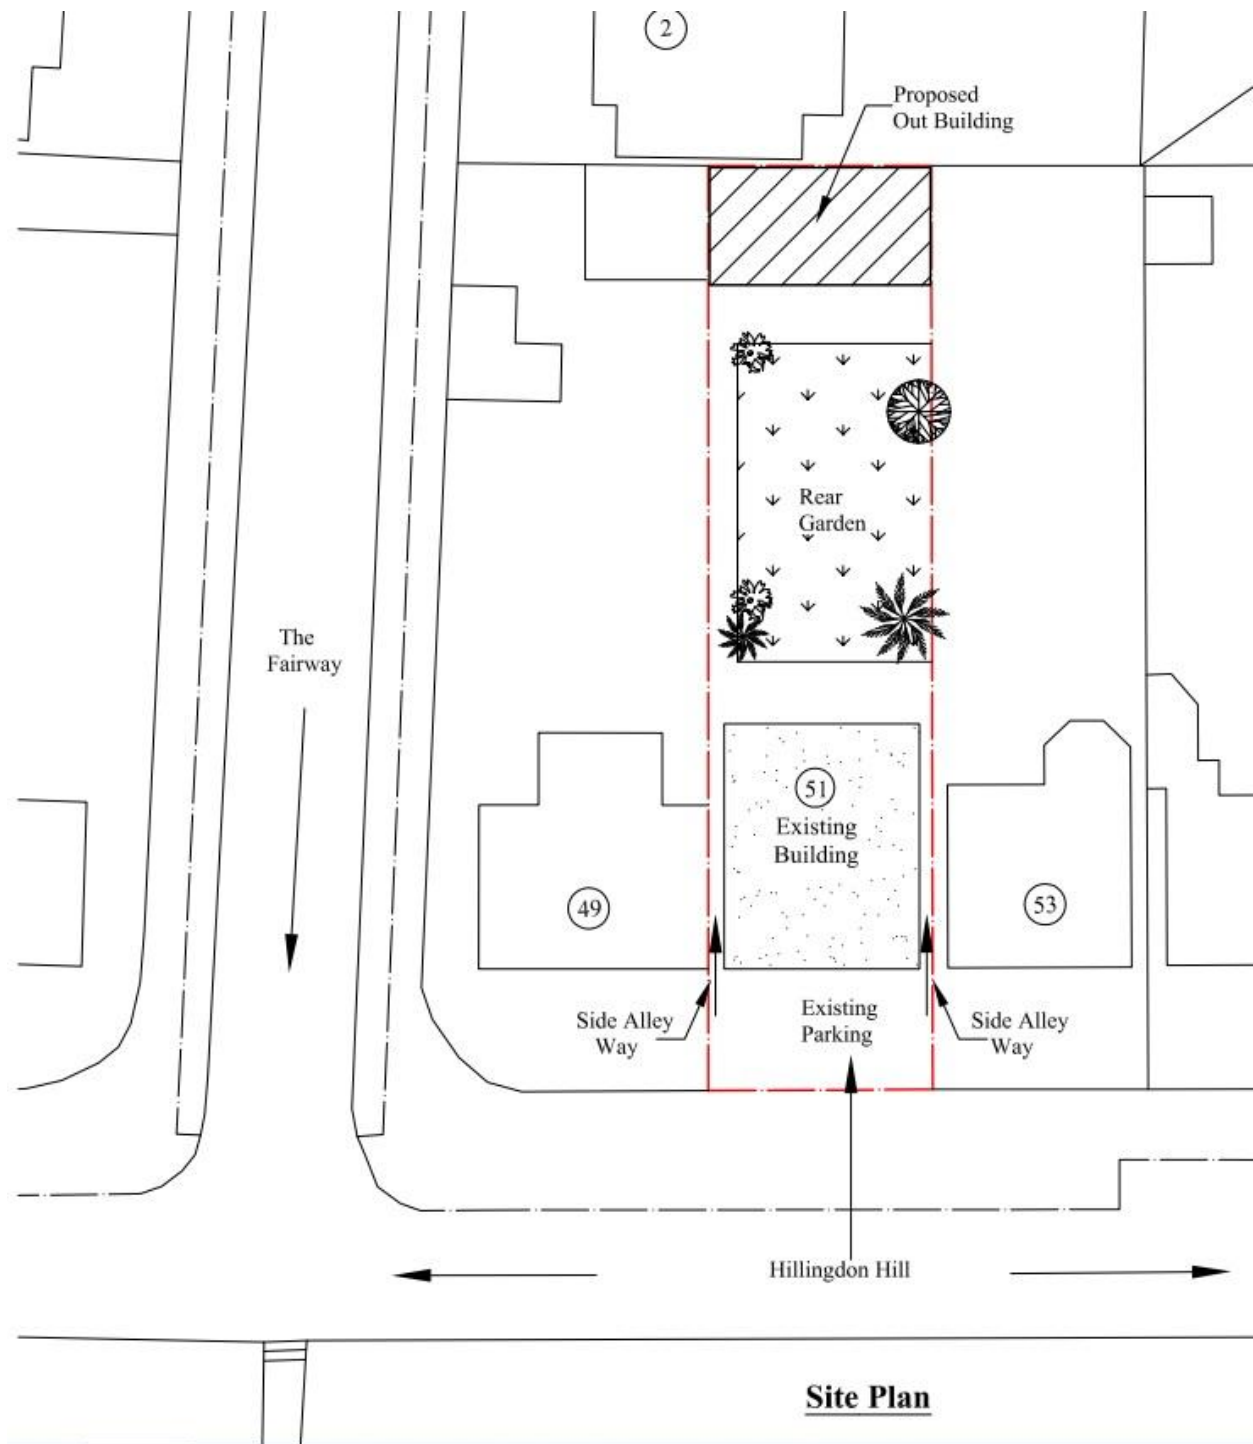 2
Proposed
Out Building
Rear
Garden
The
Fairway
51
Existing
Building
49
53
Existing
Parking
Side Alley
Way
Side Alley
Way
Hillingdon Hill
Site Plan